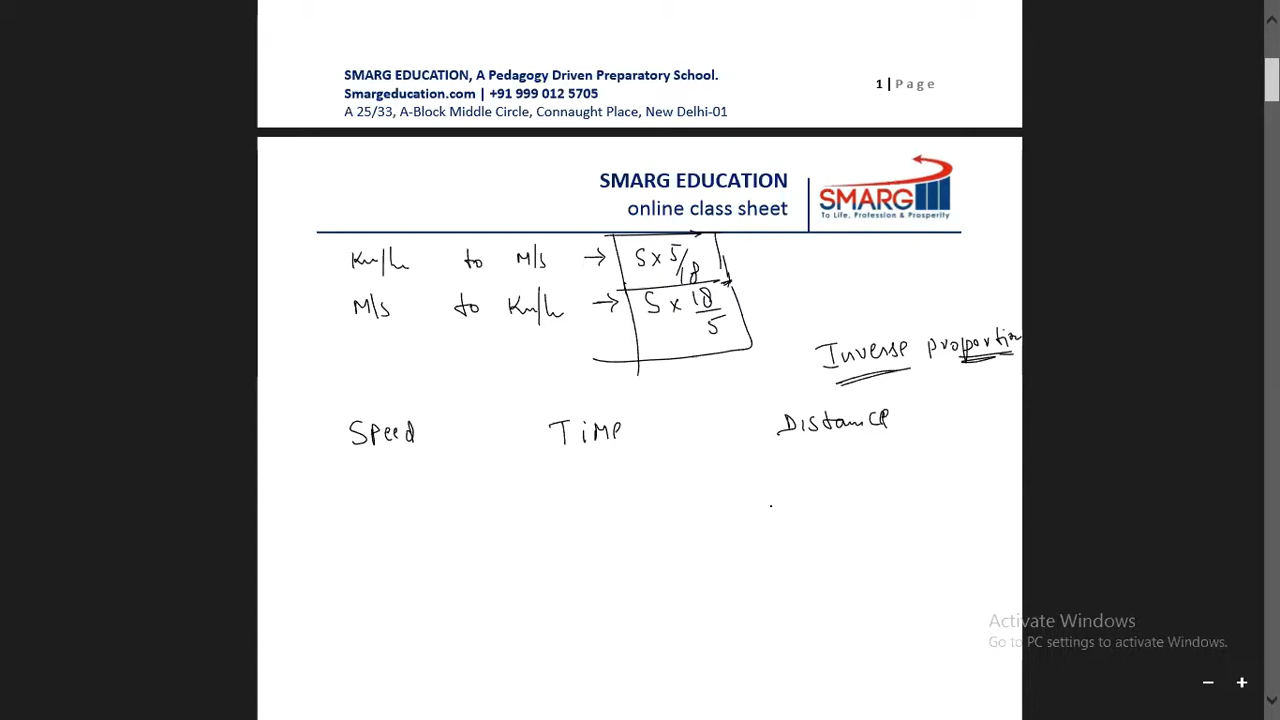 SMARG EDUCATION, A Pedagogy Driven Preparatory School.
Smargeducation.com | +91 999 012 5705
1 | Page
A 25/33, A-Block Middle Circle, Connaught Place, New Delhi-01
SMARG EDUCATION
online class sheet
SMARG
To Life, Profession & Prosperity
Km/h to M/s → S x 5/18
M/s to Km/h → S x 18/5
Inverse proportion
Speed Time Distance
Activate Windows
Go to PC settings to activate Windows.